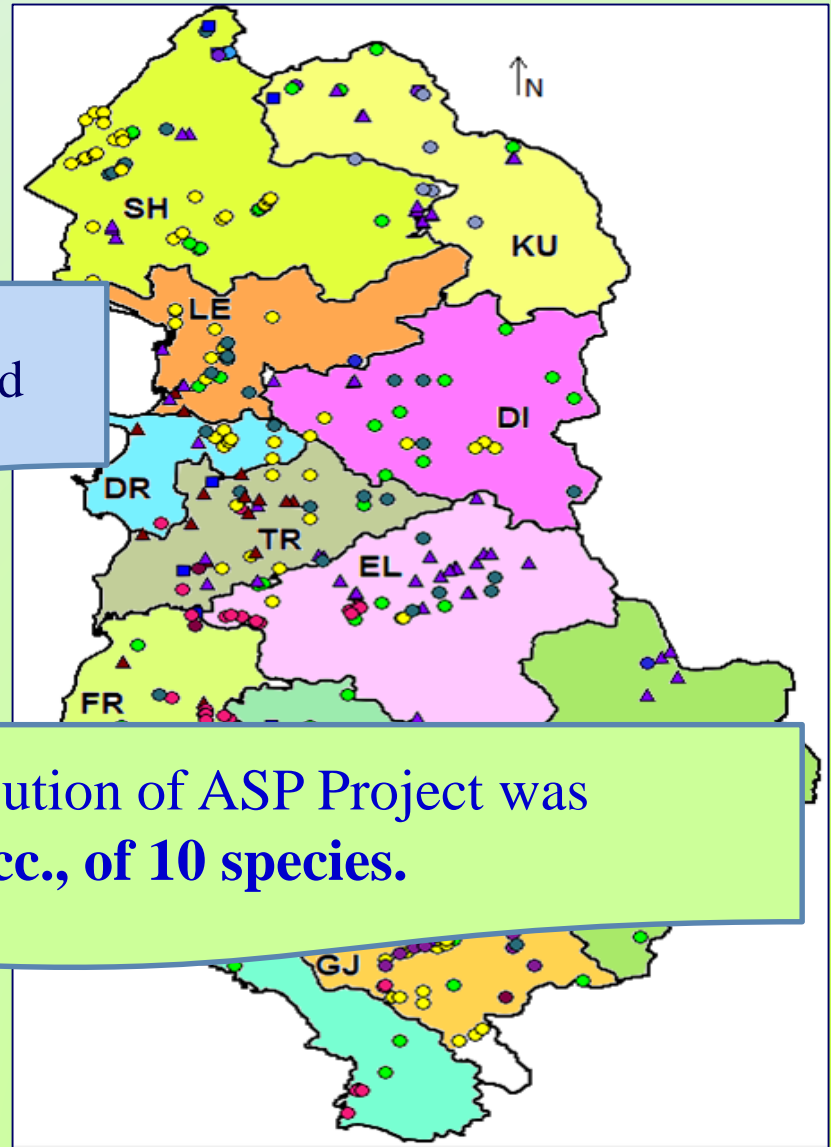 N
SH
KU
LE
d
DI
DR
TR
EL
FR
ution of ASP Project was
cc., of 10 species.
GJ